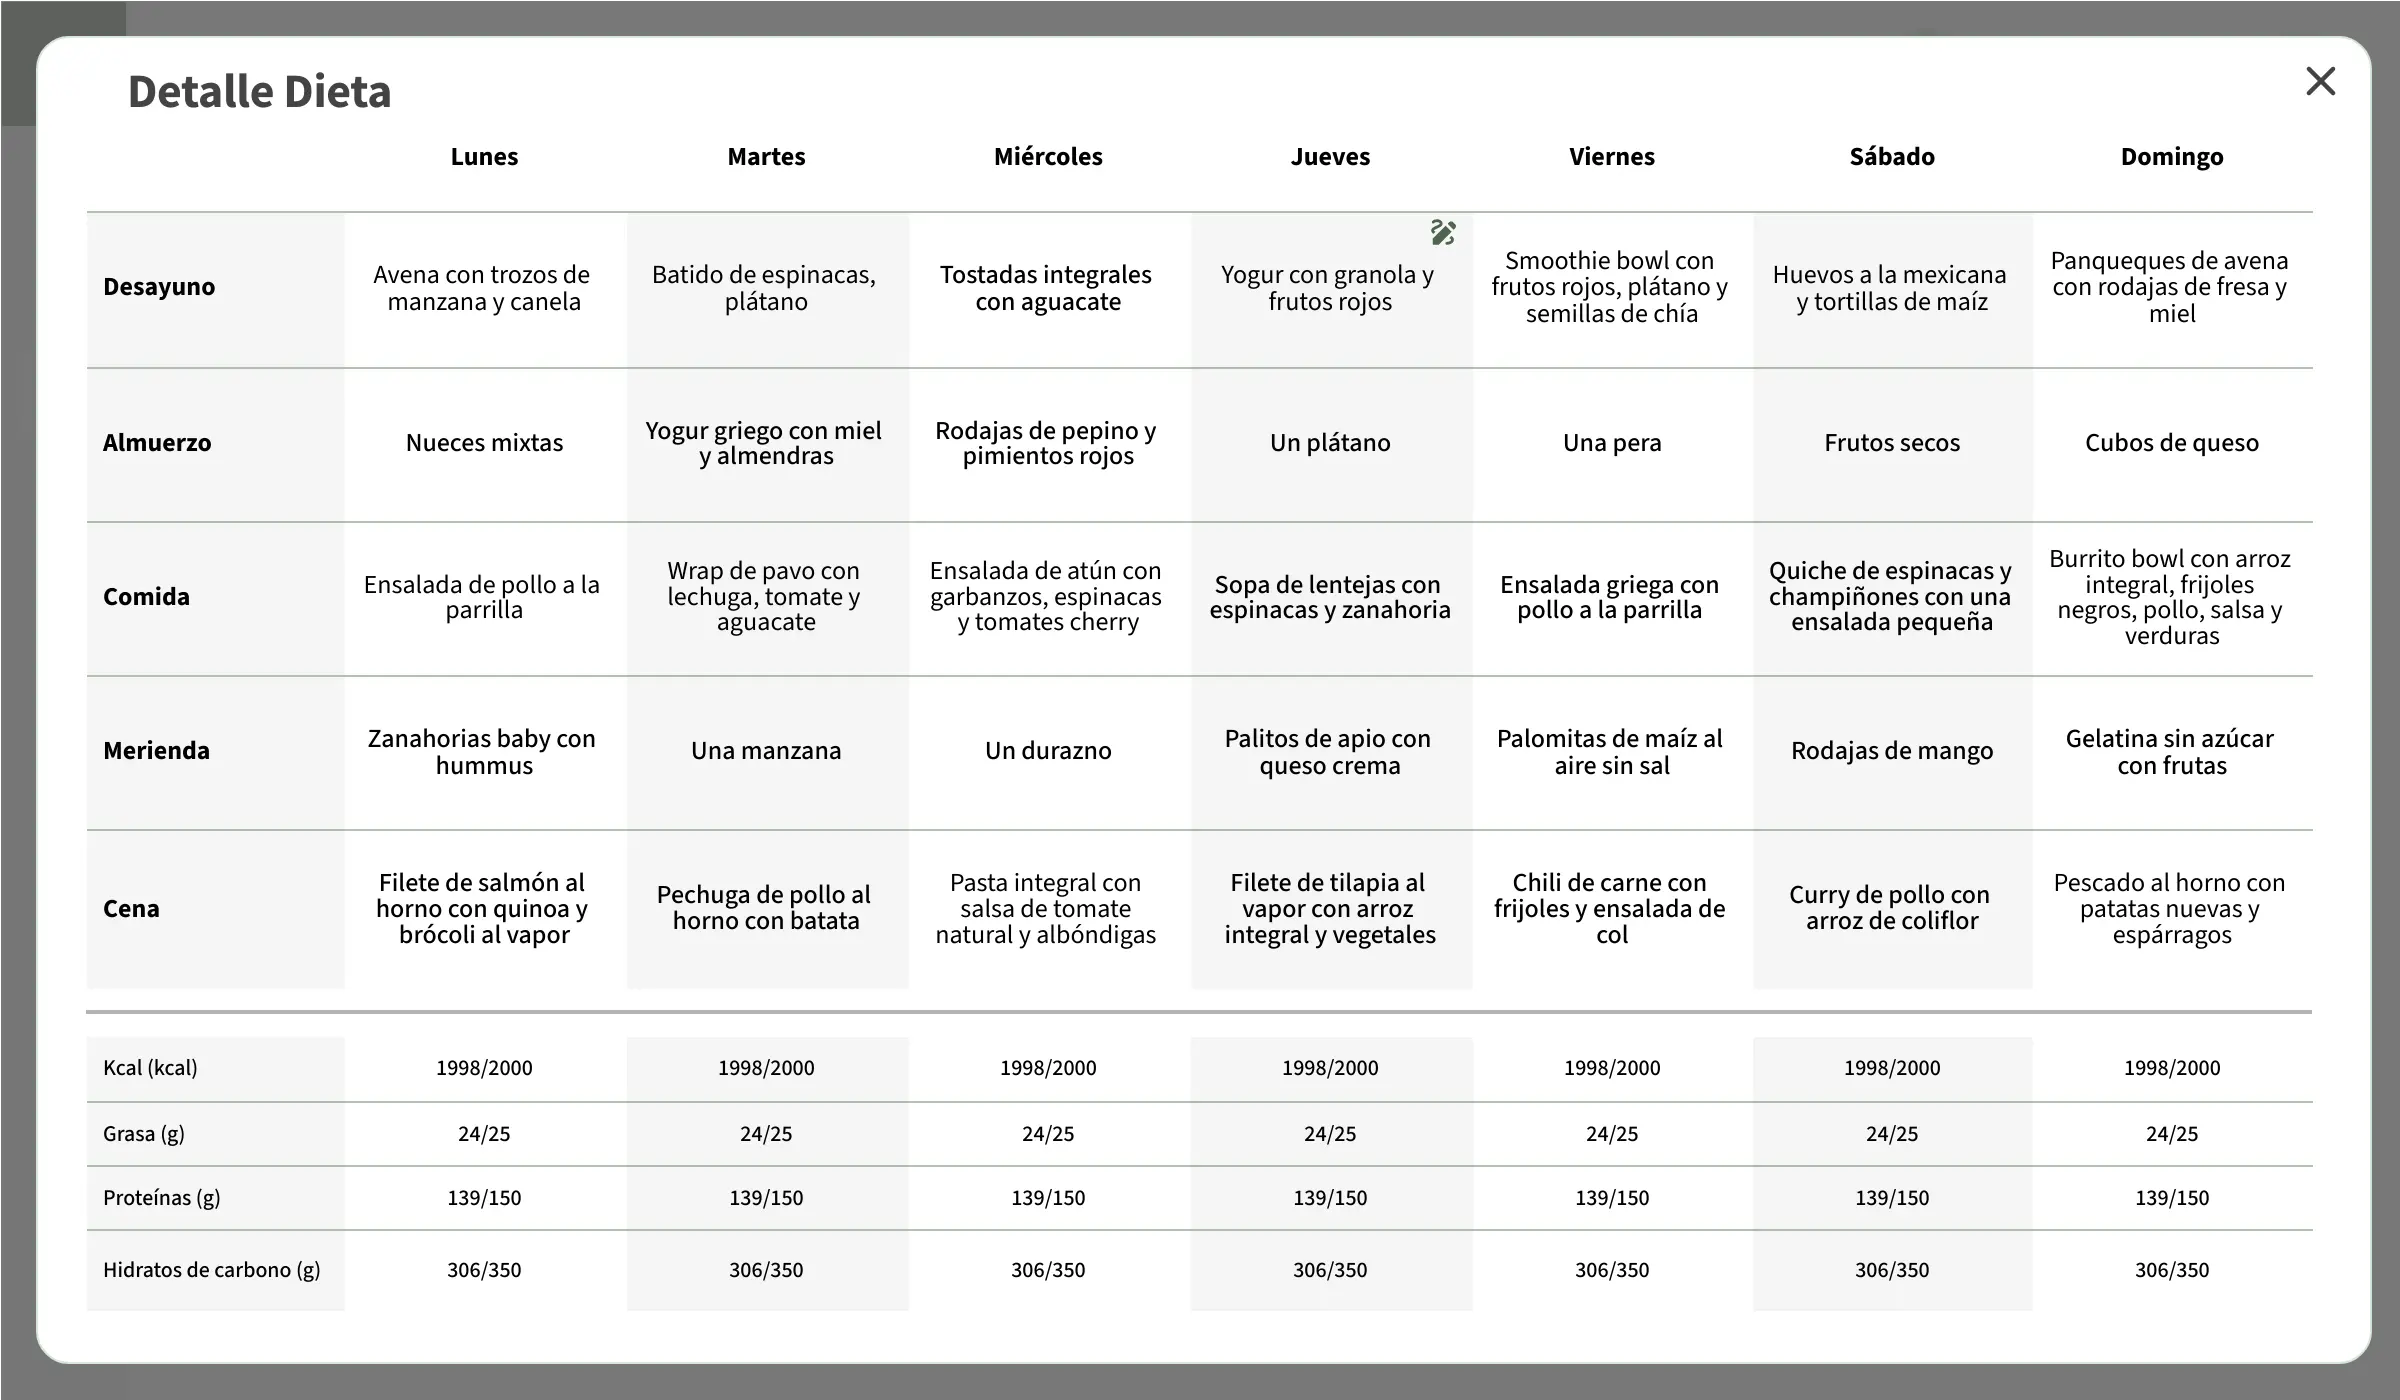 Detalle Dieta
Lunes Martes Miércoles Jueves Viernes Sábado Domingo
Desayuno
Avena con trozos de
manzana y canela
Batido de espinacas,
plátano
Tostadas integrales
con aguacate
Yogur con granola y
frutos rojos
Smoothie bowl con
frutos rojos, plátano y
semillas de chía
Huevos a la mexicana
y tortillas de maíz
Panqueques de avena
con rodajas de fresa y
miel
Almuerzo
Nueces mixtas
Yogur griego con miel
y almendras
Rodajas de pepino y
pimientos rojos
Un plátano
Una pera
Frutos secos
Cubos de queso
Comida
Ensalada de pollo a la
parrilla
Wrap de pavo con
lechuga, tomate y
aguacate
Ensalada de atún con
garbanzos, espinacas
y tomates cherry
Sopa de lentejas con
espinacas y zanahoria
Ensalada griega con
pollo a la parrilla
Quiche de espinacas y
champiñones con una
ensalada pequeña
Burrito bowl con arroz
integral, frijoles
negros, pollo, salsa y
verduras
Merienda
Zanahorias baby con
hummus
Una manzana
Un durazno
Palitos de apio con
queso crema
Palomitas de maíz al
aire sin sal
Rodajas de mango
Gelatina sin azúcar
con frutas
Cena
Filete de salmón al
horno con quinoa y
brócoli al vapor
Pechuga de pollo al
horno con batata
Pasta integral con
salsa de tomate
natural y albóndigas
Filete de tilapia al
vapor con arroz
integral y vegetales
Chili de carne con
frijoles y ensalada de
col
Curry de pollo con
arroz de coliflor
Pescado al horno con
patatas nuevas y
espárragos
Kcal (kcal) 1998/2000 1998/2000 1998/2000 1998/2000 1998/2000 1998/2000 1998/2000
Grasa (g) 24/25 24/25 24/25 24/25 24/25 24/25 24/25
Proteínas (g) 139/150 139/150 139/150 139/150 139/150 139/150 139/150
Hidratos de carbono (g) 306/350 306/350 306/350 306/350 306/350 306/350 306/350